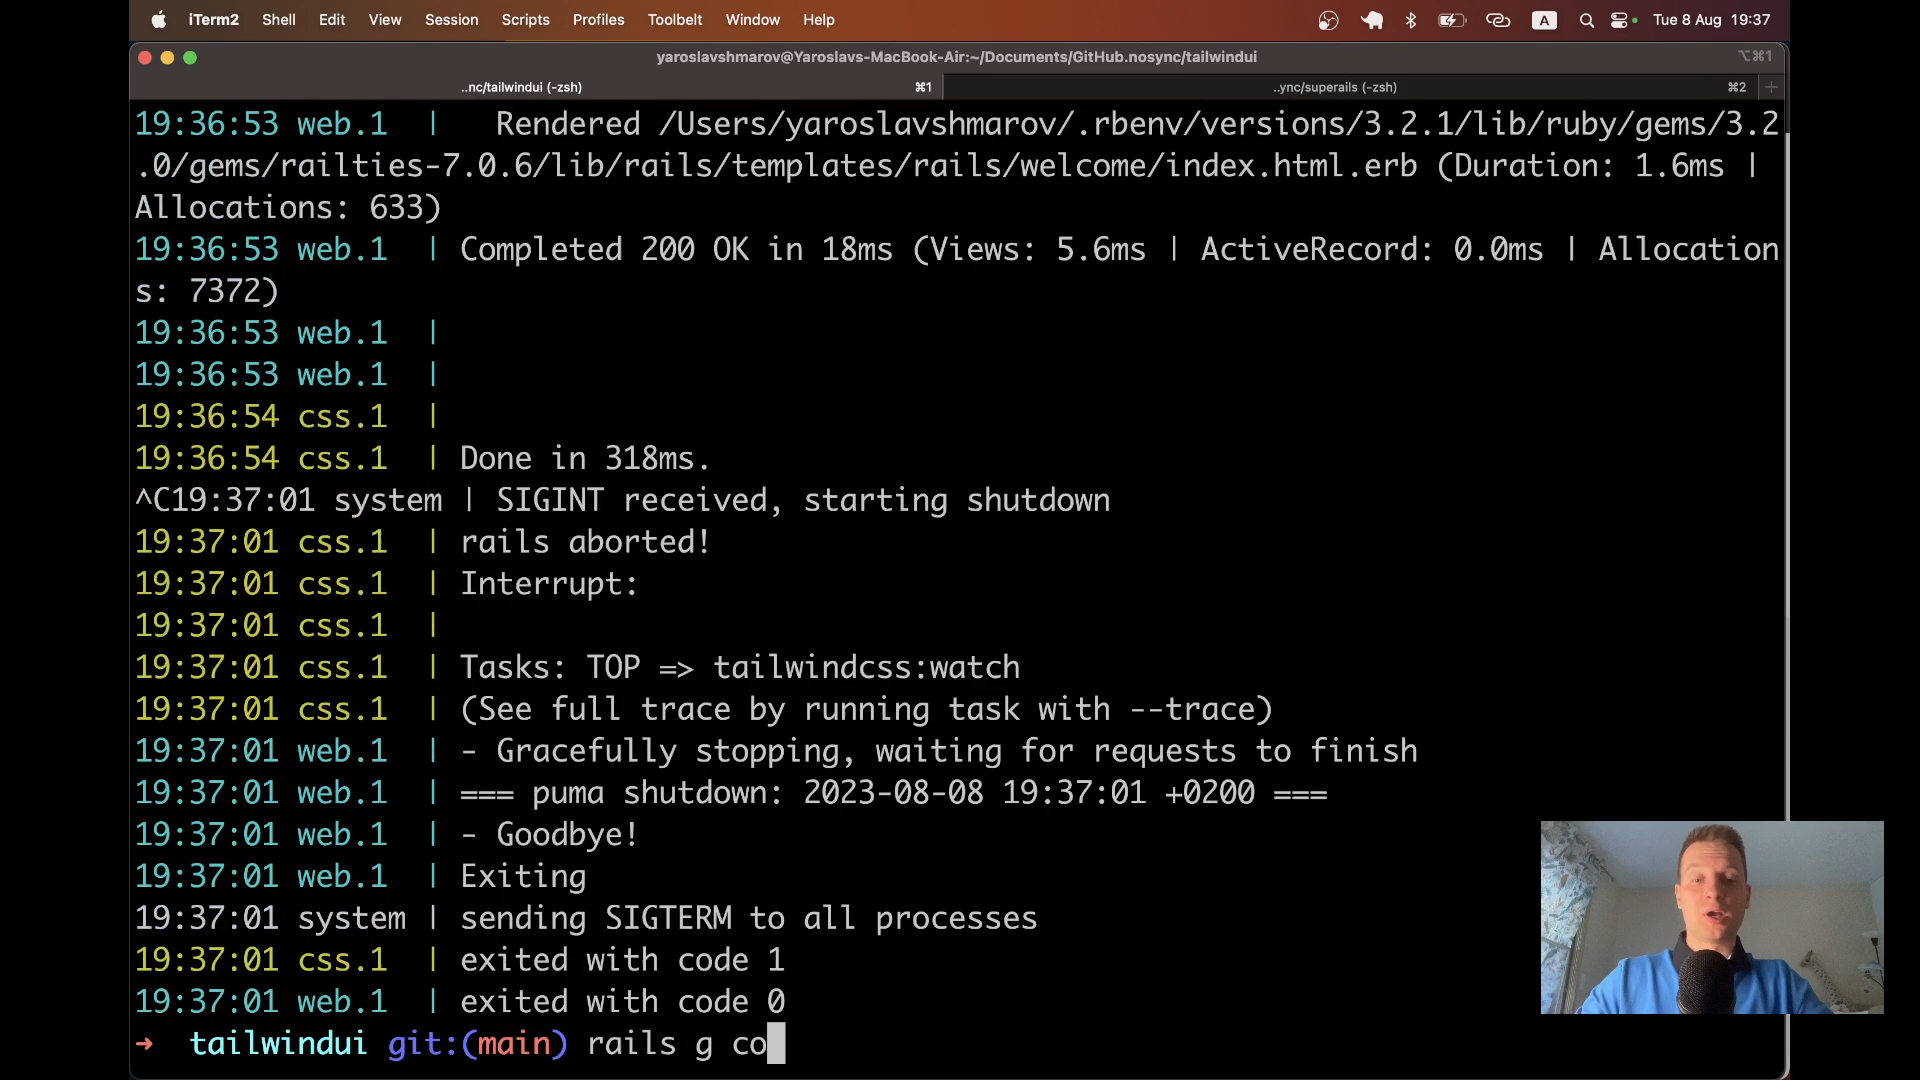 iTerm2 Shell Edit View Session Scripts Profiles Toolbelt Window Help A Tue 8 Aug 19:37
yaroslavshmarov@Yaroslavs-MacBook-Air:~/Documents/GitHub.nosync/tailwindui ⌥⌘1
..nc/tailwindui (-zsh) ⌘1 ..ync/superails (-zsh) ⌘2 +
19:36:53 web.1 | Rendered /Users/yaroslavshmarov/.rbenv/versions/3.2.1/lib/ruby/gems/3.2
.0/gems/railties-7.0.6/lib/rails/templates/rails/welcome/index.html.erb (Duration: 1.6ms |
Allocations: 633)
19:36:53 web.1 | Completed 200 OK in 18ms (Views: 5.6ms | ActiveRecord: 0.0ms | Allocation
s: 7372)
19:36:53 web.1 |
19:36:53 web.1 |
19:36:54 css.1 |
19:36:54 css.1 | Done in 318ms.
^C19:37:01 system | SIGINT received, starting shutdown
19:37:01 css.1 | rails aborted!
19:37:01 css.1 | Interrupt:
19:37:01 css.1 |
19:37:01 css.1 | Tasks: TOP => tailwindcss:watch
19:37:01 css.1 | (See full trace by running task with --trace)
19:37:01 web.1 | - Gracefully stopping, waiting for requests to finish
19:37:01 web.1 | === puma shutdown: 2023-08-08 19:37:01 +0200 ===
19:37:01 web.1 | - Goodbye!
19:37:01 web.1 | Exiting
19:37:01 system | sending SIGTERM to all processes
19:37:01 css.1 | exited with code 1
19:37:01 web.1 | exited with code 0
➜ tailwindui git:(main) rails g co